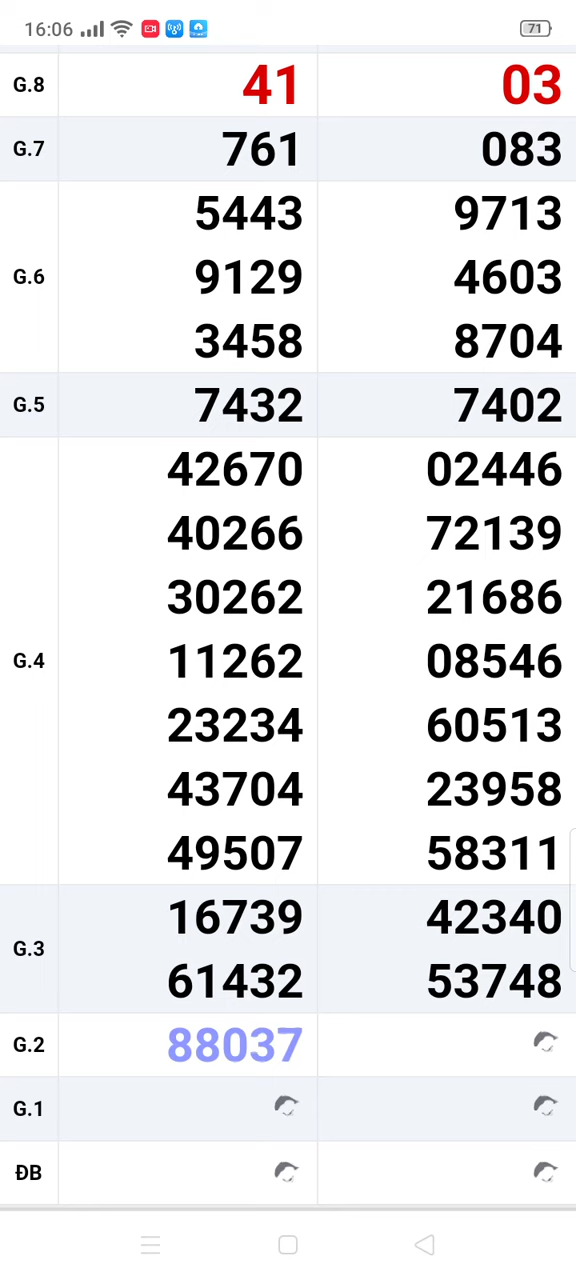 16:06 71
G.8 41 03
G.7 761 083
5443 9713
G.6 9129 4603
3458 8704
G.5 7432 7402
42670 02446
40266 72139
30262 21686
G.4 11262 08546
23234 60513
43704 23958
49507 58311
16739 42340
G.3
61432 53748
G.2 88037
G.1
ĐB